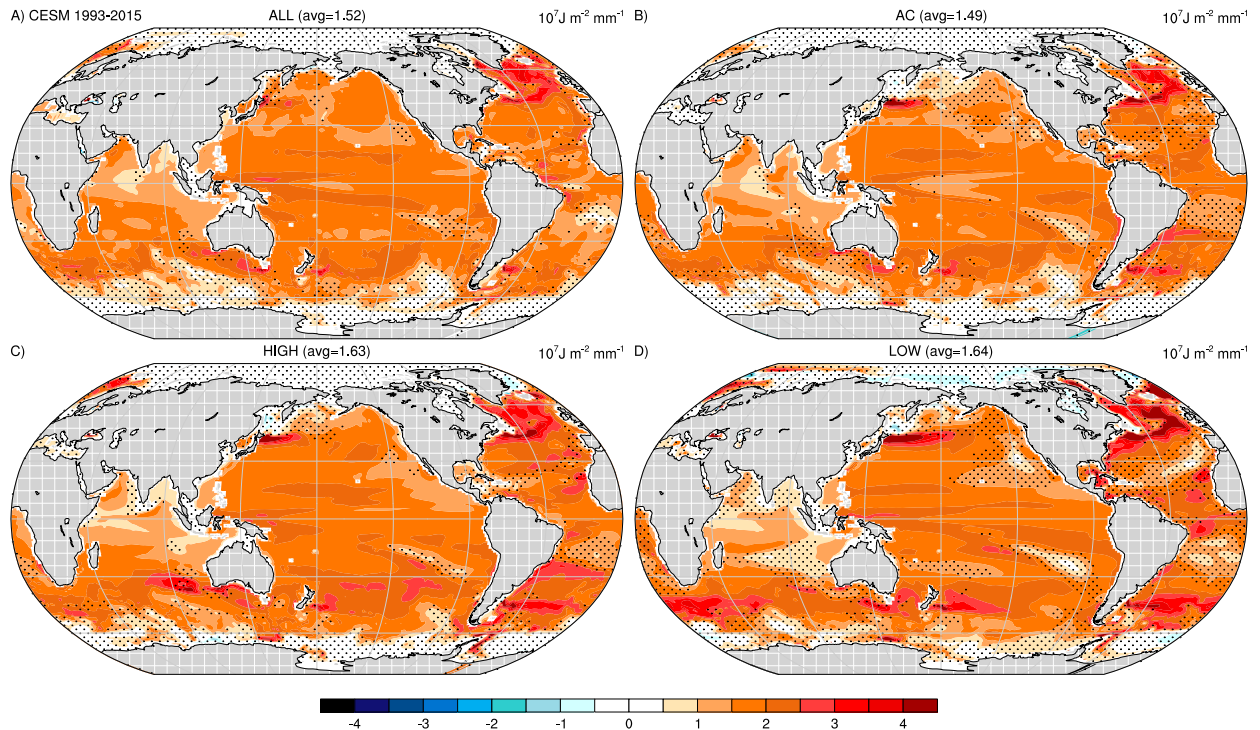 A) CESM 1993-2015
ALL (avg=1.52)
10⁷J m⁻² mm⁻¹
B)
AC (avg=1.49)
10⁷J m⁻² mm⁻¹
C)
HIGH (avg=1.63)
10⁷J m⁻² mm⁻¹
D)
LOW (avg=1.64)
10⁷J m⁻² mm⁻¹
-4 -3 -2 -1 0 1 2 3 4